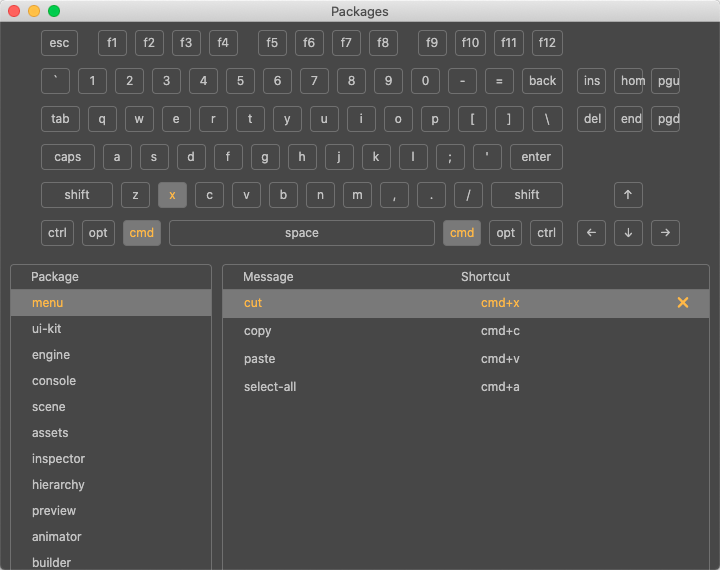 Packages
esc f1 f2 f3 f4 f5 f6 f7 f8 f9 f10 f11 f12
` 1 2 3 4 5 6 7 8 9 0 - = back ins hom pgu
tab q w e r t y u i o p [ ] \ del end pgd
caps a s d f g h j k l ; ' enter
shift z x c v b n m , . / shift ↑
ctrl opt cmd space cmd opt ctrl ← ↓ →
Package
menu
ui-kit
engine
console
scene
assets
inspector
hierarchy
preview
animator
builder
Message Shortcut
cut cmd+x
copy cmd+c
paste cmd+v
select-all cmd+a